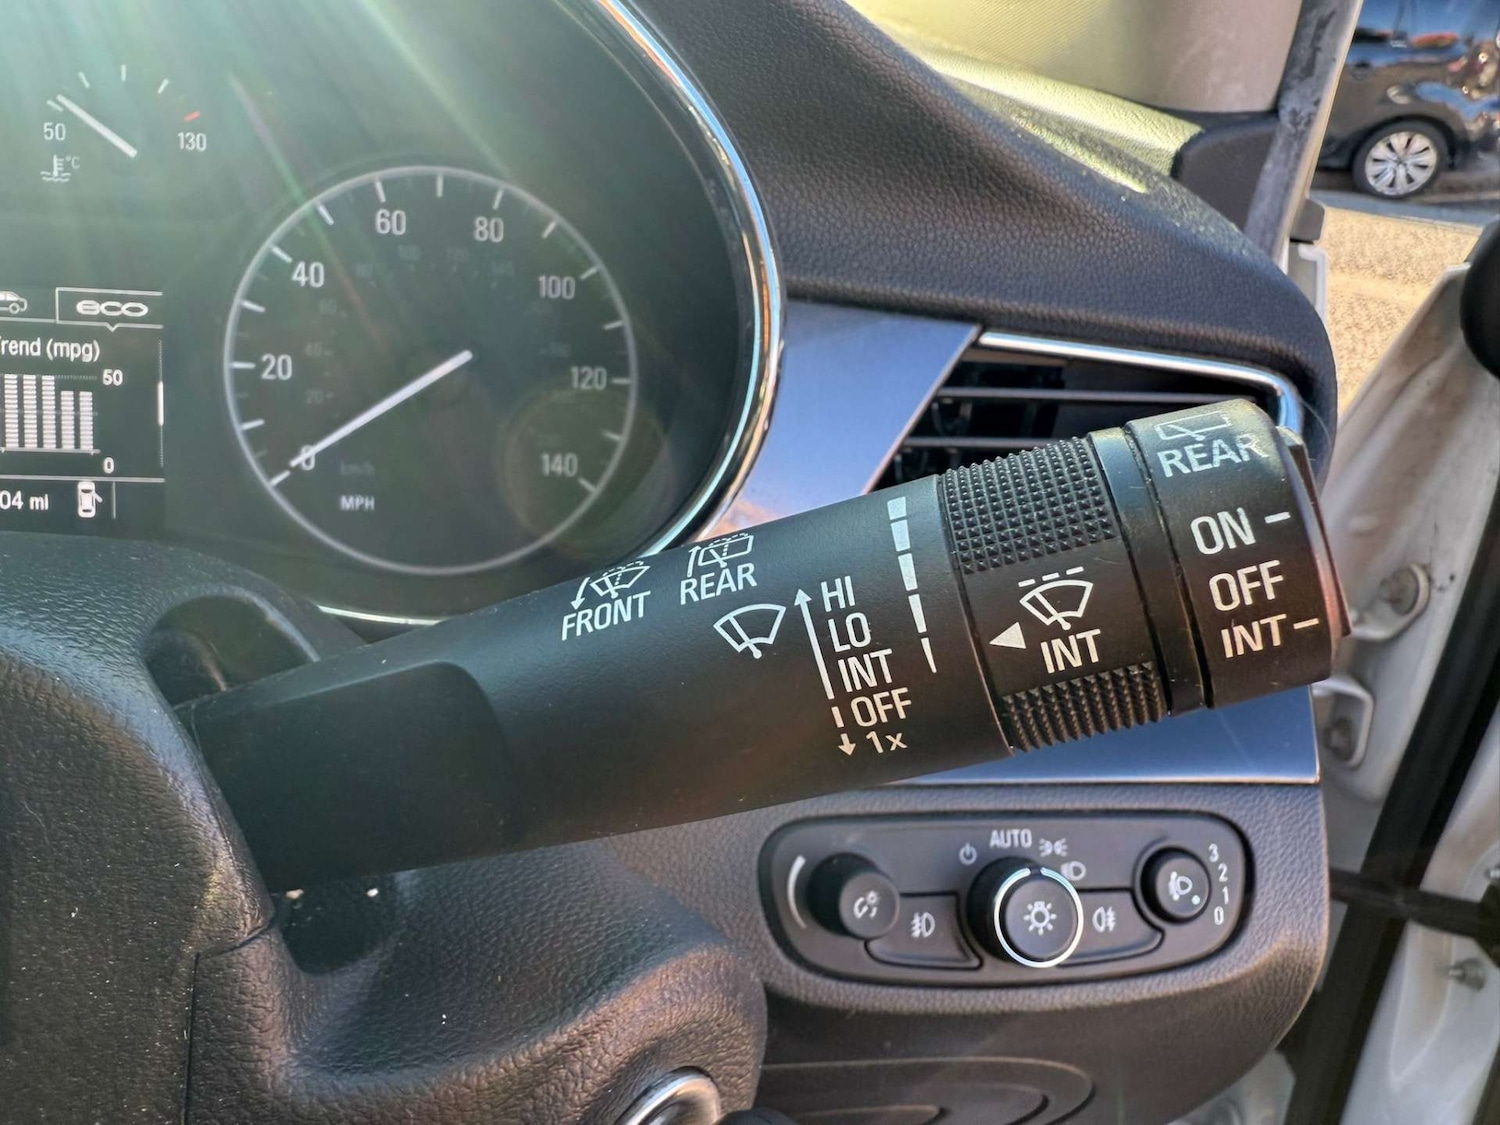 50
130
°C
eco
rend (mpg)
50
0
04 mi
0
20
40
60
80
100
120
140
km/h
MPH
FRONT
REAR
HI
LO
INT
OFF
1x
INT
REAR
ON
OFF
INT
AUTO
3
2
1
0